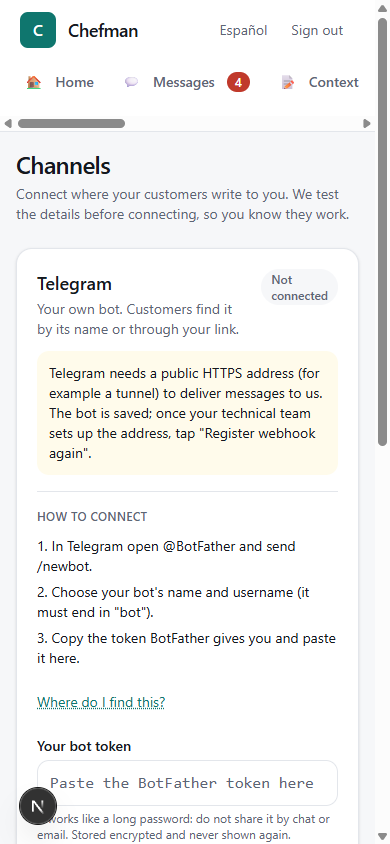 C Chefman Español Sign out
Home Messages 4 Context
Channels
Connect where your customers write to you. We test
the details before connecting, so you know they work.
Telegram
Not
connected
Your own bot. Customers find it
by its name or through your link.
Telegram needs a public HTTPS address (for
example a tunnel) to deliver messages to us.
The bot is saved; once your technical team
sets up the address, tap "Register webhook
again".
HOW TO CONNECT
1. In Telegram open @BotFather and send
/newbot.
2. Choose your bot's name and username (it
must end in "bot").
3. Copy the token BotFather gives you and paste
it here.
Where do I find this?
Your bot token
Paste the BotFather token here
N
works like a long password: do not share it by chat or
email. Stored encrypted and never shown again.